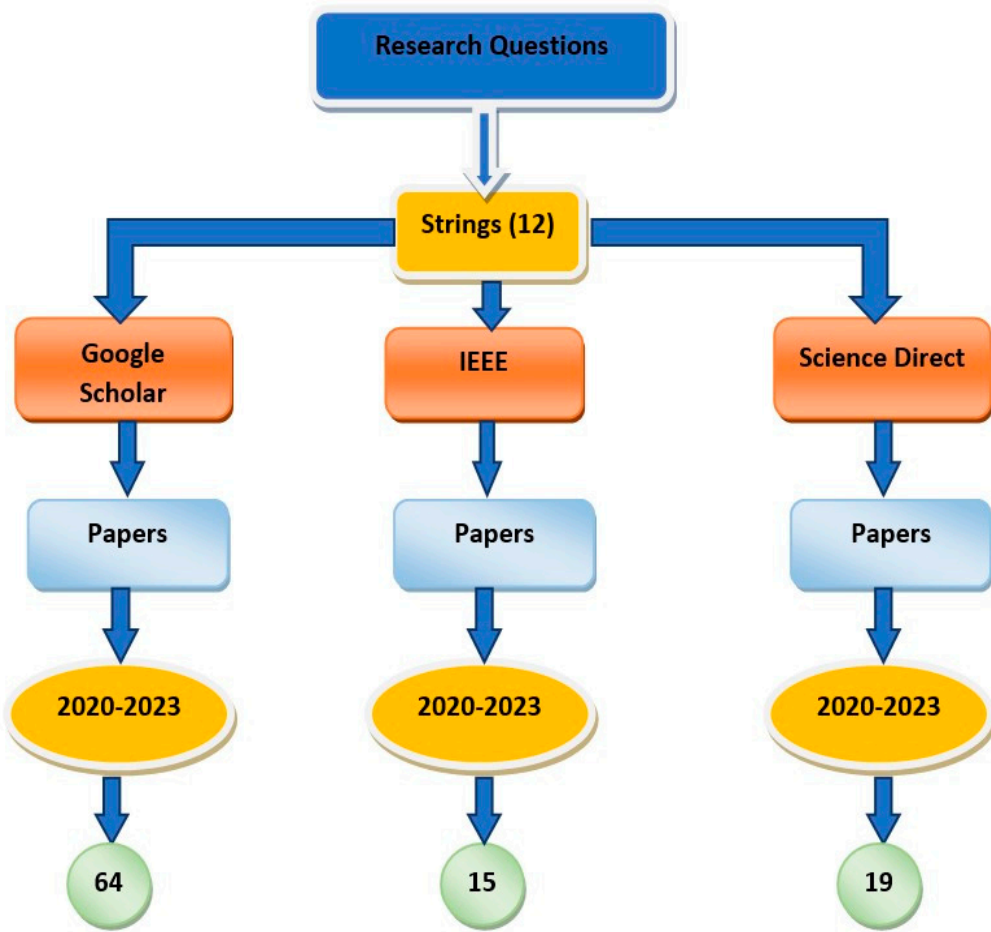 Research Questions
Strings (12)
Google
Scholar
IEEE
Science Direct
Papers
Papers
Papers
2020-2023
2020-2023
2020-2023
64
15
19